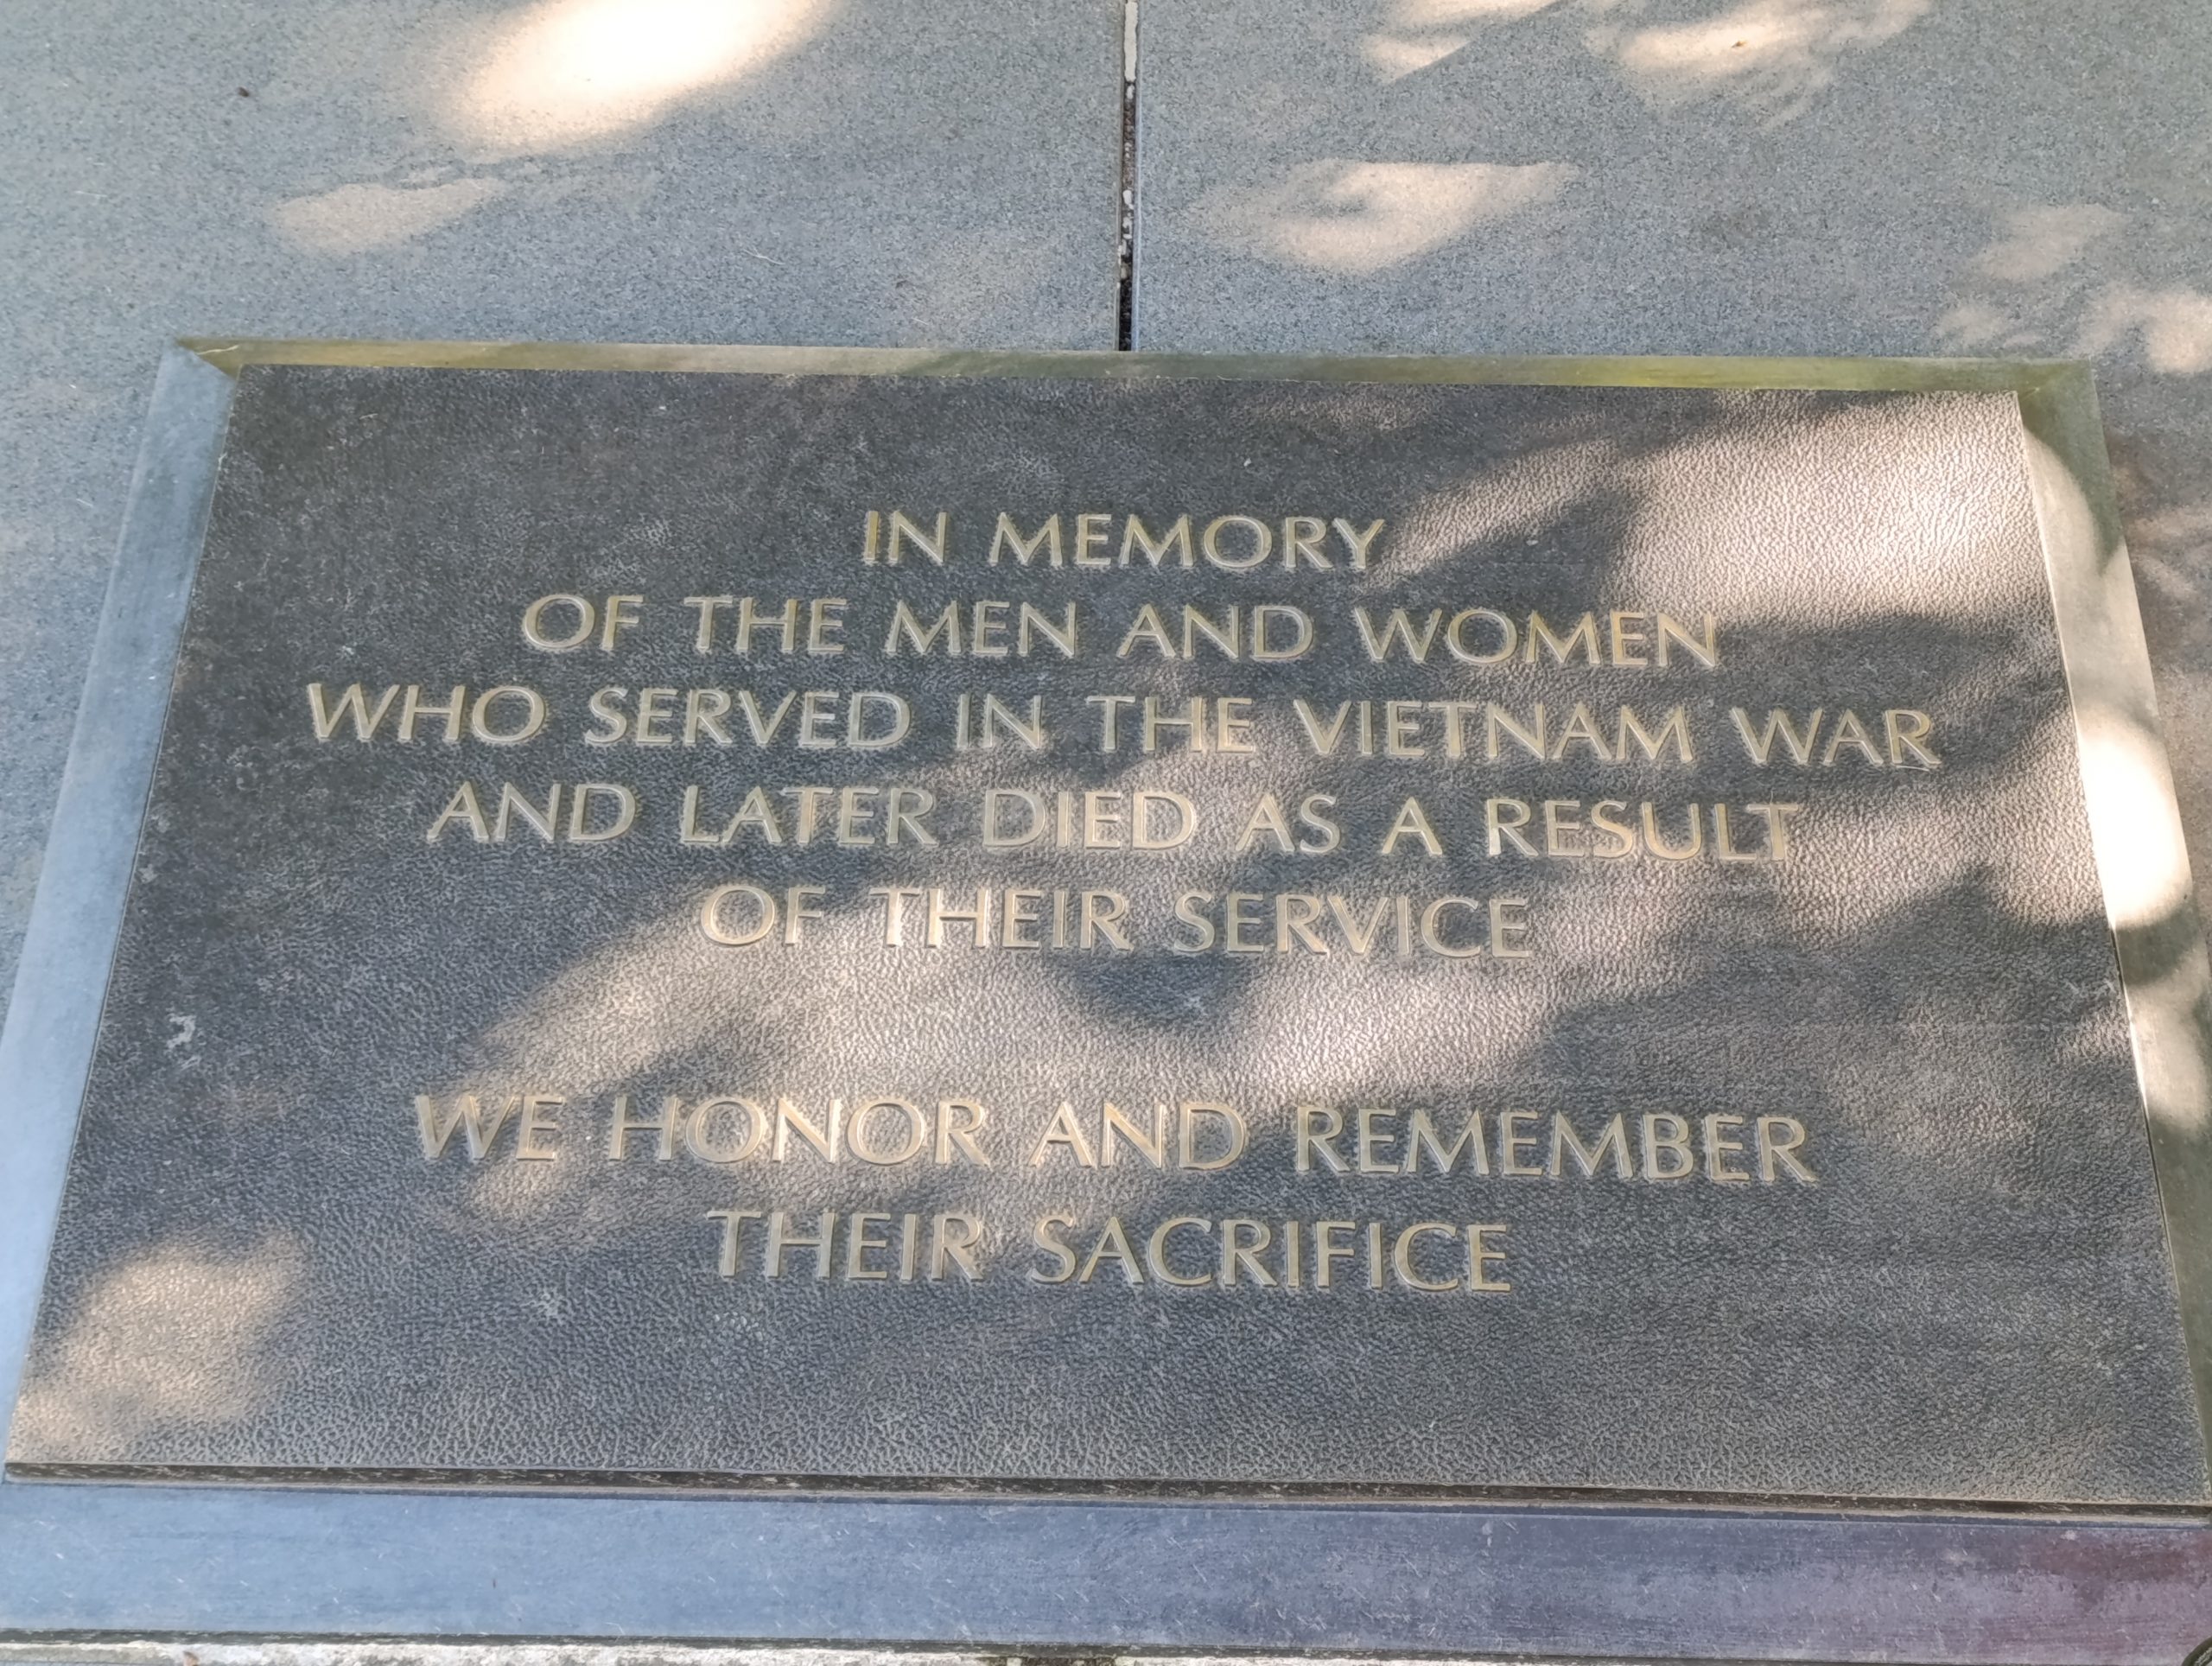 IN MEMORY
OF THE MEN AND WOMEN
WHO SERVED IN THE VIETNAM WAR
AND LATER DIED AS A RESULT
OF THEIR SERVICE
WE HONOR AND REMEMBER
THEIR SACRIFICE